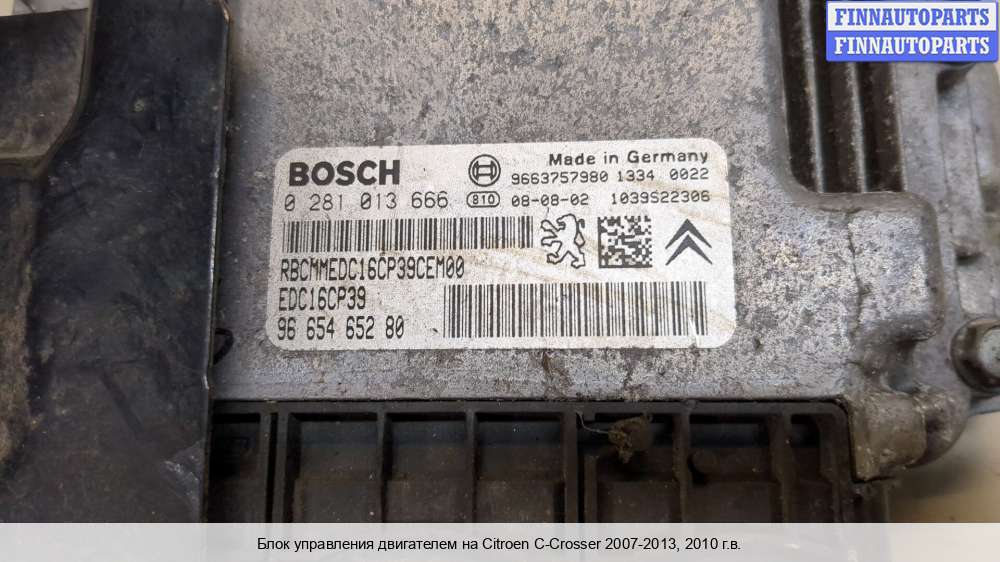 FINNAUTOPARTS
FINNAUTOPARTS
BOSCH
Made in Germany
9663757980 1334 0022
0 281 013 666 810 08-08-02 1039S22306
RBCMMEDC16CP39CEM00
EDC16CP39
96 654 652 80
Блок управления двигателем на Citroen C-Crosser 2007-2013, 2010 г.в.